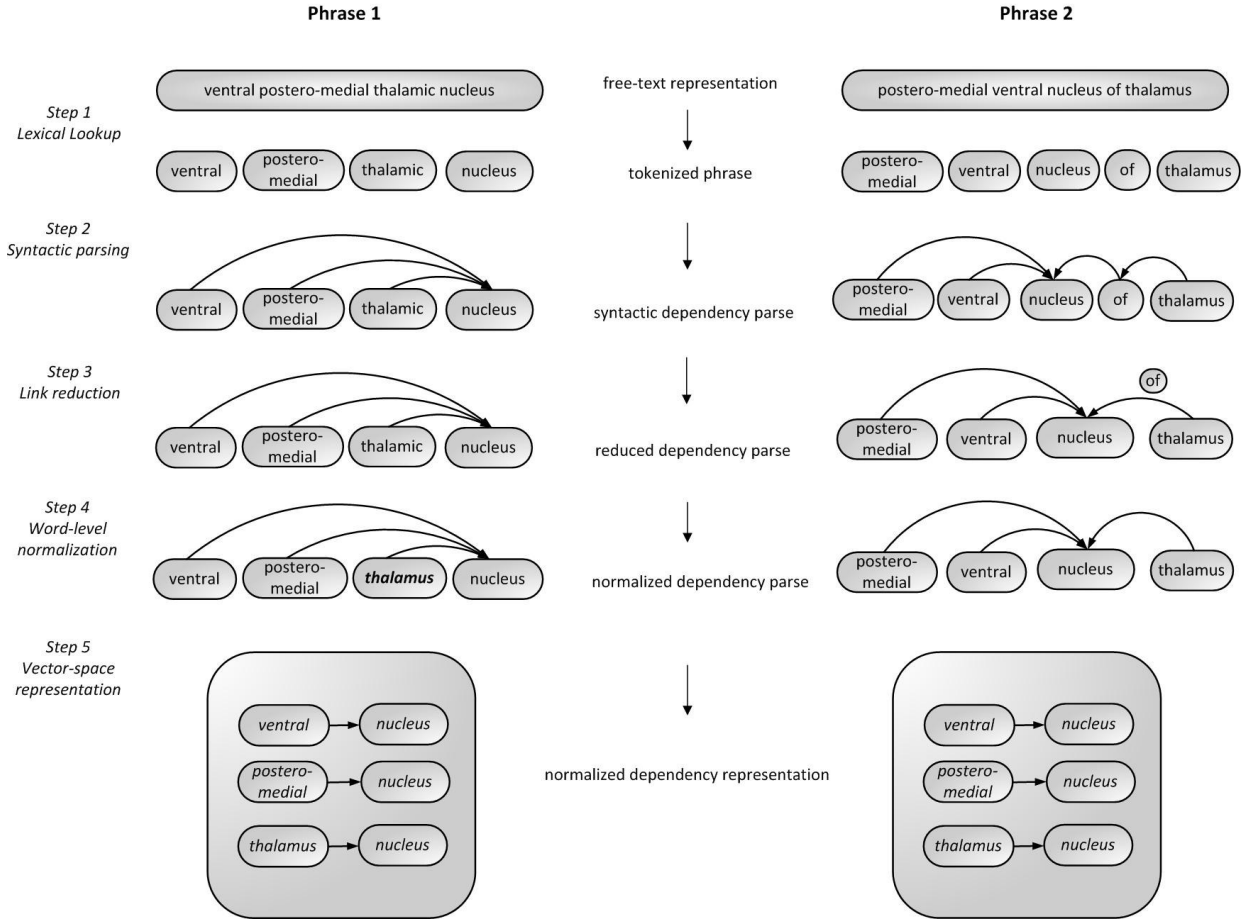 Phrase 1
Phrase 2
ventral postero-medial thalamic nucleus
free-text representation
postero-medial ventral nucleus of thalamus
Step 1
Lexical Lookup
ventral
postero-
medial
thalamic
nucleus
tokenized phrase
postero-
medial
ventral
nucleus
of
thalamus
Step 2
Syntactic parsing
ventral
postero-
medial
thalamic
nucleus
syntactic dependency parse
postero-
medial
ventral
nucleus
of
thalamus
Step 3
Link reduction
ventral
postero-
medial
thalamic
nucleus
reduced dependency parse
of
postero-
medial
ventral
nucleus
thalamus
Step 4
Word-level
normalization
ventral
postero-
medial
thalamus
nucleus
normalized dependency parse
postero-
medial
ventral
nucleus
thalamus
Step 5
Vector-space
representation
ventral
nucleus
postero-
medial
nucleus
thalamus
nucleus
normalized dependency representation
ventral
nucleus
postero-
medial
nucleus
thalamus
nucleus